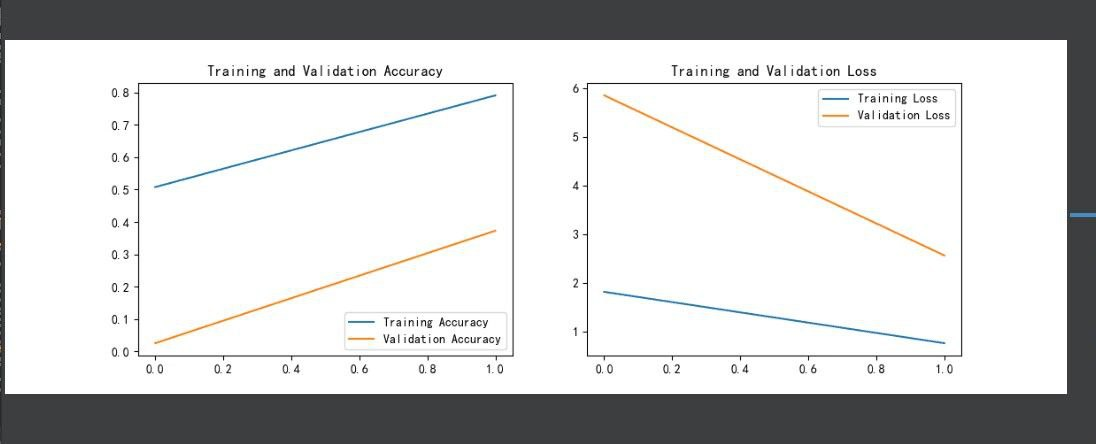 Training and Validation Accuracy
0.8
0.7
0.6
0.5
0.4
0.3
0.2
0.1
0.0
0.0 0.2 0.4 0.6 0.8 1.0
Training Accuracy
Validation Accuracy
Training and Validation Loss
6
5
4
3
2
1
0.0 0.2 0.4 0.6 0.8 1.0
Training Loss
Validation Loss